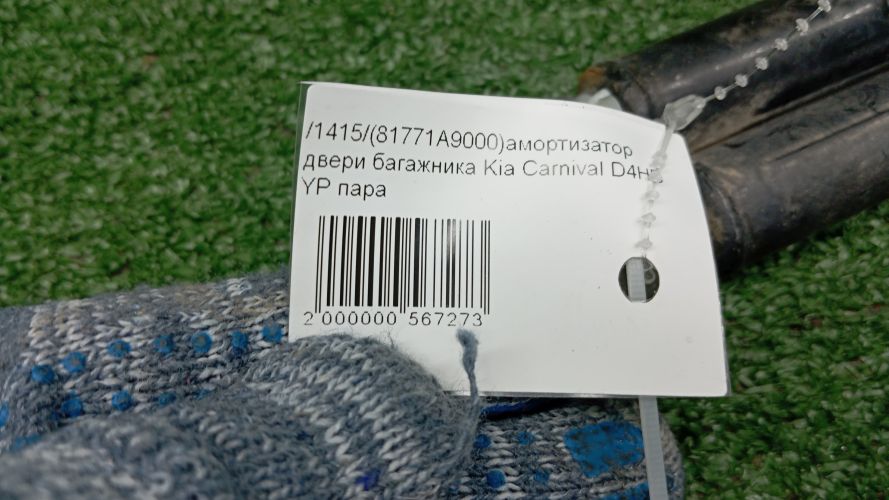 /1415/(81771A9000)амортизатор
двери багажника Kia Carnival
YP пара
2 000000 567273